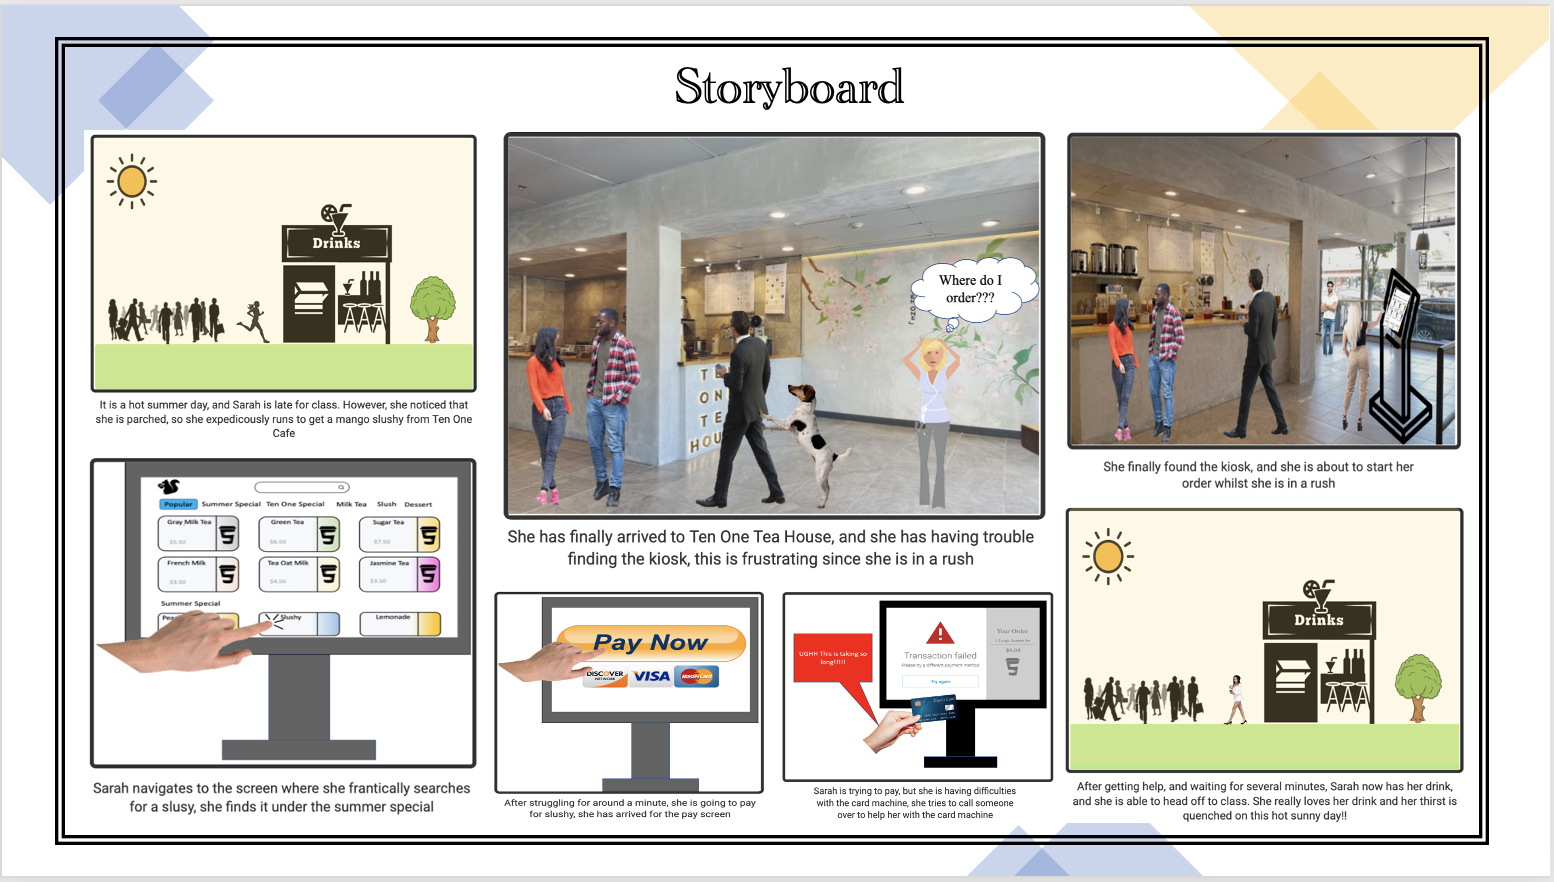 Storyboard
Drinks
It is a hot summer day, and Sarah is late for class. However, she noticed that
she is parched, so she expedicously runs to get a mango slushy from Ten One
Cafe
Where do I
order???
TE
ON
TE
HOU
She has finally arrived to Ten One Tea House, and she has having trouble
finding the kiosk, this is frustrating since she is in a rush
She finally found the kiosk, and she is about to start her
order whilst she is in a rush
Popular Summer Special Ten One Special Milk Tea Slush Dessert
Gray Milk Tea Green Tea Sugar Tea
$5.50 $6.50 $7.50
French Milk Tea Oat Milk Jasmine Tea
$3.50 $4.50 $3.50
Summer Special
Slushy Lemonade
Sarah navigates to the screen where she frantically searches
for a slusy, she finds it under the summer special
Pay Now
DISCOVER VISA MasterCard
NETWORK
After struggling for around a minute, she is going to pay
for slushy, she has arrived for the pay screen
UGHH This is taking so
long!!!!!
Transaction failed
Please try a different payment method
Try again
Your Order
$6.00
Sarah is trying to pay, but she is having difficulties
with the card machine, she tries to call someone
over to help her with the card machine
Drinks
After getting help, and waiting for several minutes, Sarah now has her drink,
and she is able to head off to class. She really loves her drink and her thirst is
quenched on this hot sunny day!!